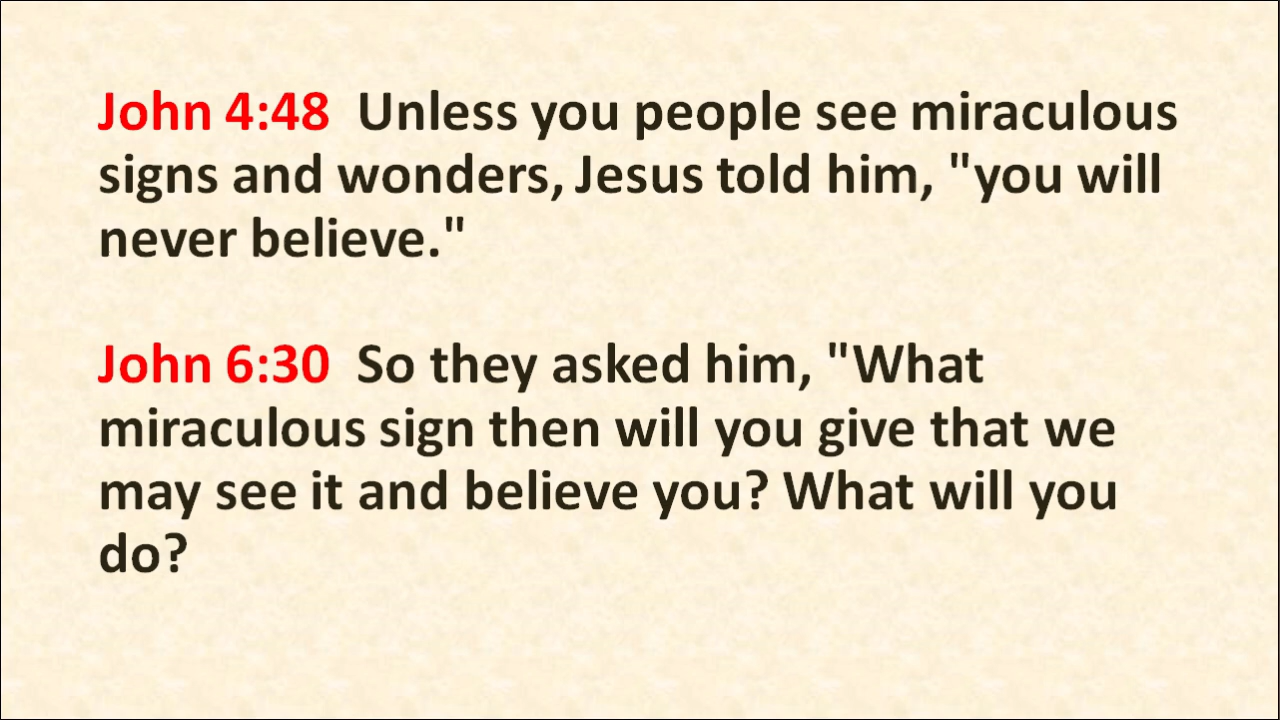 John 4:48  Unless you people see miraculous
signs and wonders, Jesus told him, "you will
never believe."
John 6:30  So they asked him, "What
miraculous sign then will you give that we
may see it and believe you? What will you
do?